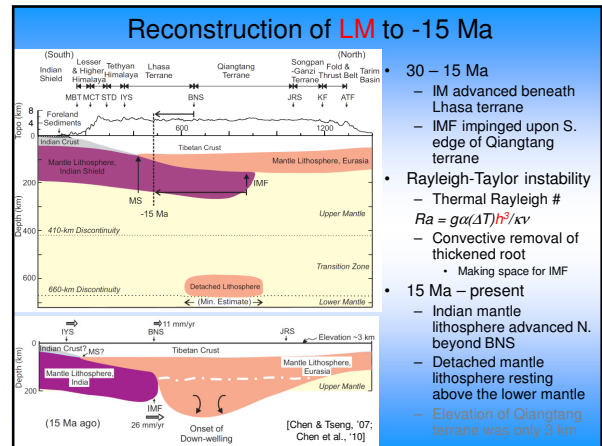 Reconstruction of LM to -15 Ma
(South)
(North)
Indian Shield
Lesser & Higher Himalaya
Tethyan Himalaya
Lhasa Terrane
Qiangtang Terrane
Songpan-Ganzi Terrane
Fold & Thrust Belt
Tarim Basin
MBT MCT STD IYS BNS JRS KF ATF
Foreland Sediments
Topo. (km)
8
4
0
600
1200
Indian Crust
Tibetan Crust
Mantle Lithosphere, Indian Shield
Mantle Lithosphere, Eurasia
MS
IMF
-15 Ma
Upper Mantle
410-km Discontinuity
Transition Zone
Detached Lithosphere
660-km Discontinuity
(Min. Estimate)
Lower Mantle
Depth (km)
0
200
400
600
11 mm/yr
IYS BNS JRS Elevation ~3 km
Indian Crust?
MS?
Tibetan Crust
Mantle Lithosphere, India
Mantle Lithosphere, Eurasia
Upper Mantle
Depth (km)
0
200
IMF
26 mm/yr
Onset of Down-welling
(15 Ma ago)
[Chen & Tseng, '07; Chen et al., '10]
• 30 – 15 Ma
– IM advanced beneath
Lhasa terrane
– IMF impinged upon S.
edge of Qiangtang
terrane
• Rayleigh-Taylor instability
– Thermal Rayleigh #
Ra = gα(ΔT)h³/κν
– Convective removal of
thickened root
• Making space for IMF
• 15 Ma – present
– Indian mantle
lithosphere advanced N.
beyond BNS
– Detached mantle
lithosphere resting
above the lower mantle
– Elevation of Qiangtang
terrane was only 3 km